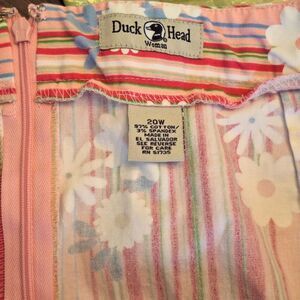 Duck Head
Woman
20W
97% COTTON/
3% SPANDEX
MADE IN
EL SALVADOR
SEE REVERSE
FOR CARE
RN 57735